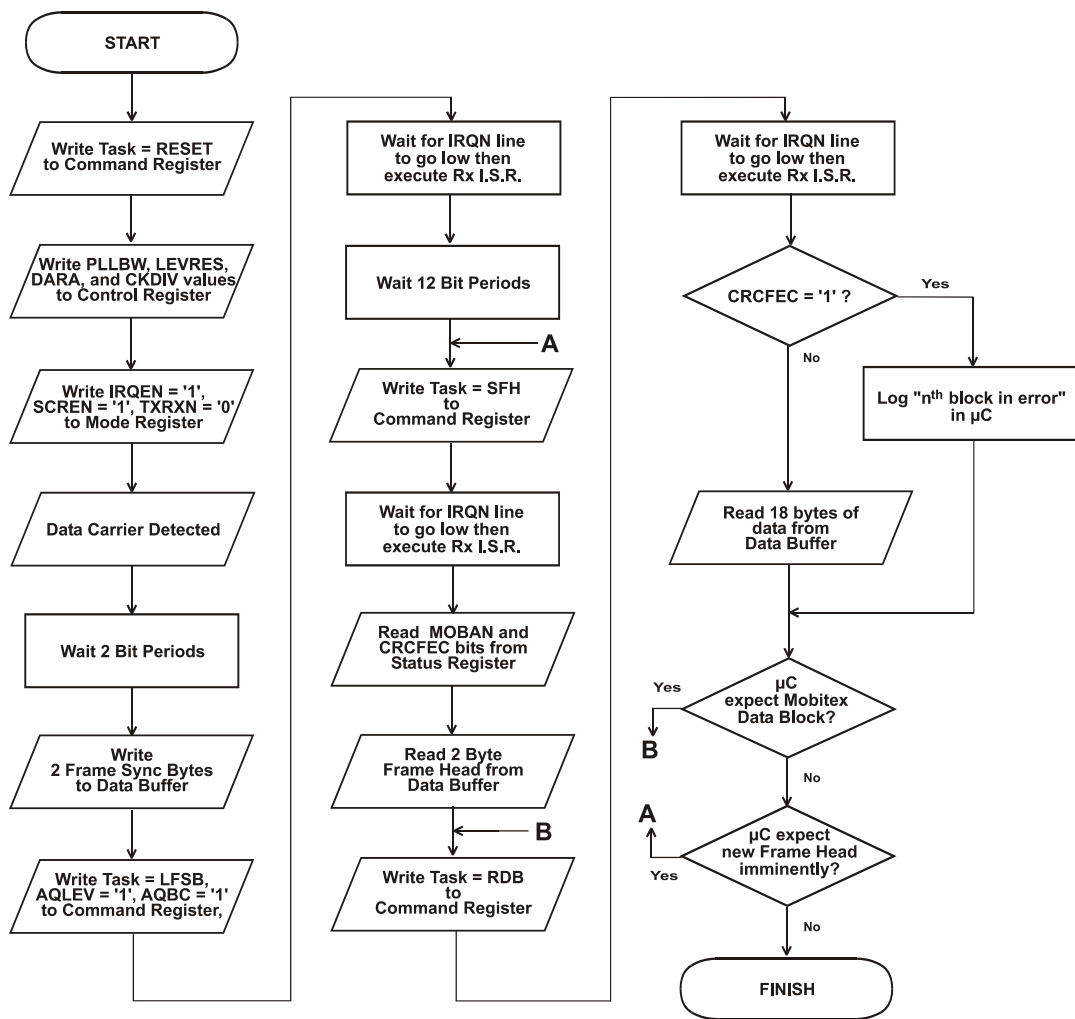 START
Write Task = RESET
to Command Register
Write PLLBW, LEVRES,
DARA, and CKDIV values
to Control Register
Write IRQEN = '1',
SCREN = '1', TXRXN = '0'
to Mode Register
Data Carrier Detected
Wait 2 Bit Periods
Write
2 Frame Sync Bytes
to Data Buffer
Write Task = LFSB,
AQLEV = '1', AQBC = '1'
to Command Register,
Wait for IRQN line
to go low then
execute Rx I.S.R.
Wait 12 Bit Periods
A
Write Task = SFH
to
Command Register
Wait for IRQN line
to go low then
execute Rx I.S.R.
Read MOBAN and
CRCFEC bits from
Status Register
Read 2 Byte
Frame Head from
Data Buffer
B
Write Task = RDB
to
Command Register
Wait for IRQN line
to go low then
execute Rx I.S.R.
CRCFEC = '1' ?
Yes
No
Log "nth block in error"
in µC
Read 18 bytes of
data from
Data Buffer
µC
expect Mobitex
Data Block?
Yes
B
No
A
µC expect
new Frame Head
imminently?
Yes
No
FINISH